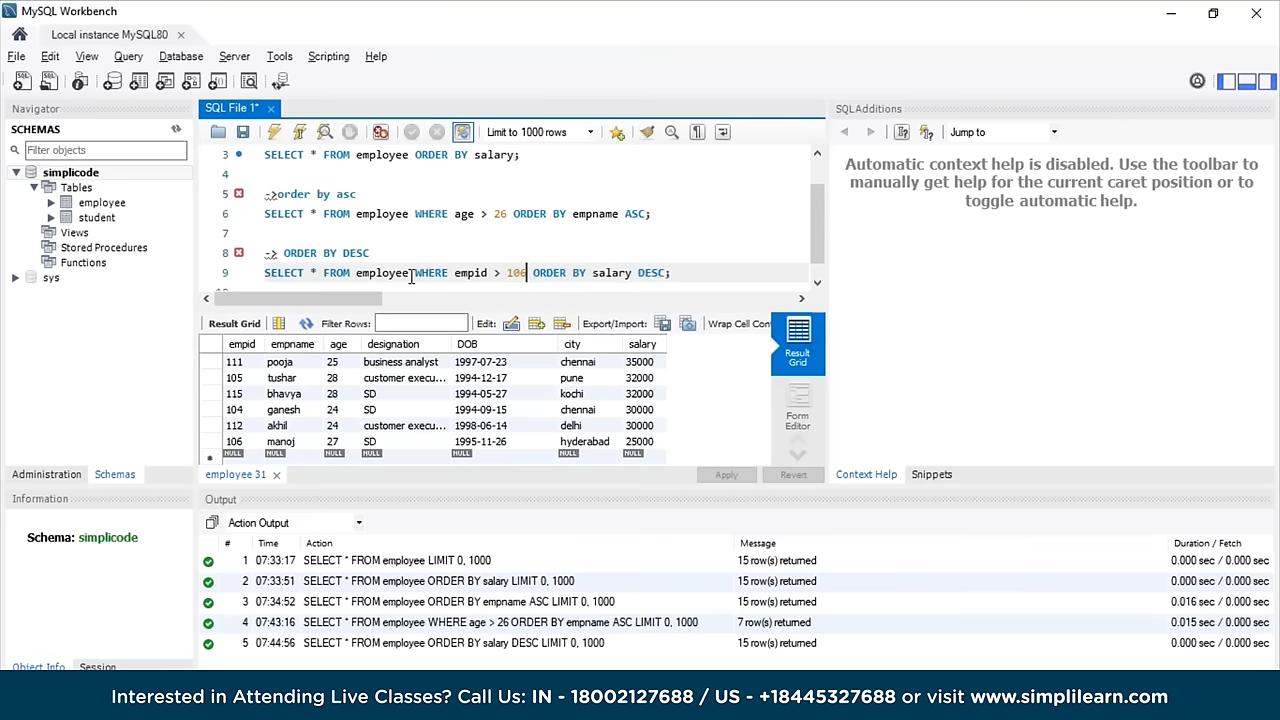 MySQL Workbench
Local instance MySQL80
File Edit View Query Database Server Tools Scripting Help
Navigator
SCHEMAS
Filter objects
simplicode
Tables
employee
student
Views
Stored Procedures
Functions
sys
Administration Schemas
Information
Schema: simplicode
Object Info Session
SQL File 1*
Limit to 1000 rows
3 SELECT * FROM employee ORDER BY salary;
4
5 ->order by asc
6 SELECT * FROM employee WHERE age > 26 ORDER BY empname ASC;
7
8 -> ORDER BY DESC
9 SELECT * FROM employee WHERE empid > 106 ORDER BY salary DESC;
Result Grid Filter Rows: Edit: Export/Import: Wrap Cell Con
empid empname age designation DOB city salary
111 pooja 25 business analyst 1997-07-23 chennai 35000
105 tushar 28 customer execu... 1994-12-17 pune 32000
115 bhavya 28 SD 1994-05-27 kochi 32000
104 ganesh 24 SD 1994-09-15 chennai 30000
112 akhil 24 customer execu... 1998-06-14 delhi 30000
106 manoj 27 SD 1995-11-26 hyderabad 25000
NULL NULL NULL NULL NULL NULL NULL
Result
Grid
Form
Editor
employee 31 Apply Revert
SQLAdditions
Jump to
Automatic context help is disabled. Use the toolbar to
manually get help for the current caret position or to
toggle automatic help.
Context Help Snippets
Output
Action Output
# Time Action Message Duration / Fetch
1 07:33:17 SELECT * FROM employee LIMIT 0, 1000 15 row(s) returned 0.000 sec / 0.000 sec
2 07:33:51 SELECT * FROM employee ORDER BY salary LIMIT 0, 1000 15 row(s) returned 0.000 sec / 0.000 sec
3 07:34:52 SELECT * FROM employee ORDER BY empname ASC LIMIT 0, 1000 15 row(s) returned 0.016 sec / 0.000 sec
4 07:43:16 SELECT * FROM employee WHERE age > 26 ORDER BY empname ASC LIMIT 0, 1000 7 row(s) returned 0.015 sec / 0.000 sec
5 07:44:56 SELECT * FROM employee ORDER BY salary DESC LIMIT 0, 1000 15 row(s) returned 0.000 sec / 0.000 sec
Interested in Attending Live Classes? Call Us: IN - 18002127688 / US - +18445327688 or visit www.simplilearn.com